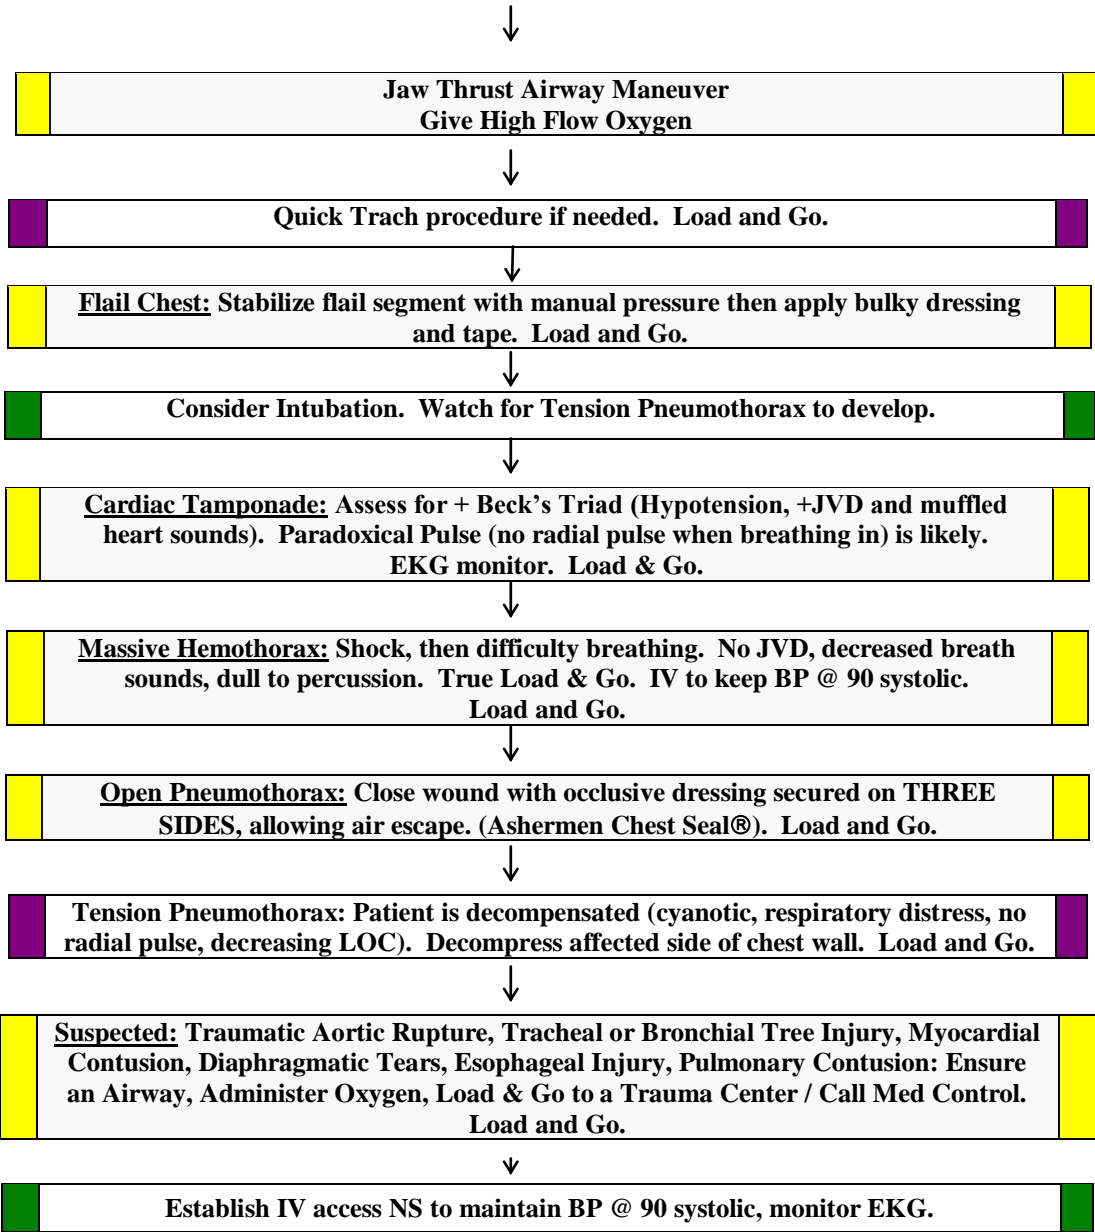 Jaw Thrust Airway Maneuver
Give High Flow Oxygen
Quick Trach procedure if needed.  Load and Go.
Flail Chest: Stabilize flail segment with manual pressure then apply bulky dressing
and tape.  Load and Go.
Consider Intubation.  Watch for Tension Pneumothorax to develop.
Cardiac Tamponade: Assess for + Beck’s Triad (Hypotension, +JVD and muffled
heart sounds).  Paradoxical Pulse (no radial pulse when breathing in) is likely.
EKG monitor.  Load & Go.
Massive Hemothorax: Shock, then difficulty breathing.  No JVD, decreased breath
sounds, dull to percussion.  True Load & Go.  IV to keep BP @ 90 systolic.
Load and Go.
Open Pneumothorax: Close wound with occlusive dressing secured on THREE
SIDES, allowing air escape. (Ashermen Chest Seal®).  Load and Go.
Tension Pneumothorax: Patient is decompensated (cyanotic, respiratory distress, no
radial pulse, decreasing LOC).  Decompress affected side of chest wall.  Load and Go.
Suspected: Traumatic Aortic Rupture, Tracheal or Bronchial Tree Injury, Myocardial
Contusion, Diaphragmatic Tears, Esophageal Injury, Pulmonary Contusion: Ensure
an Airway, Administer Oxygen, Load & Go to a Trauma Center / Call Med Control.
Load and Go.
Establish IV access NS to maintain BP @ 90 systolic, monitor EKG.